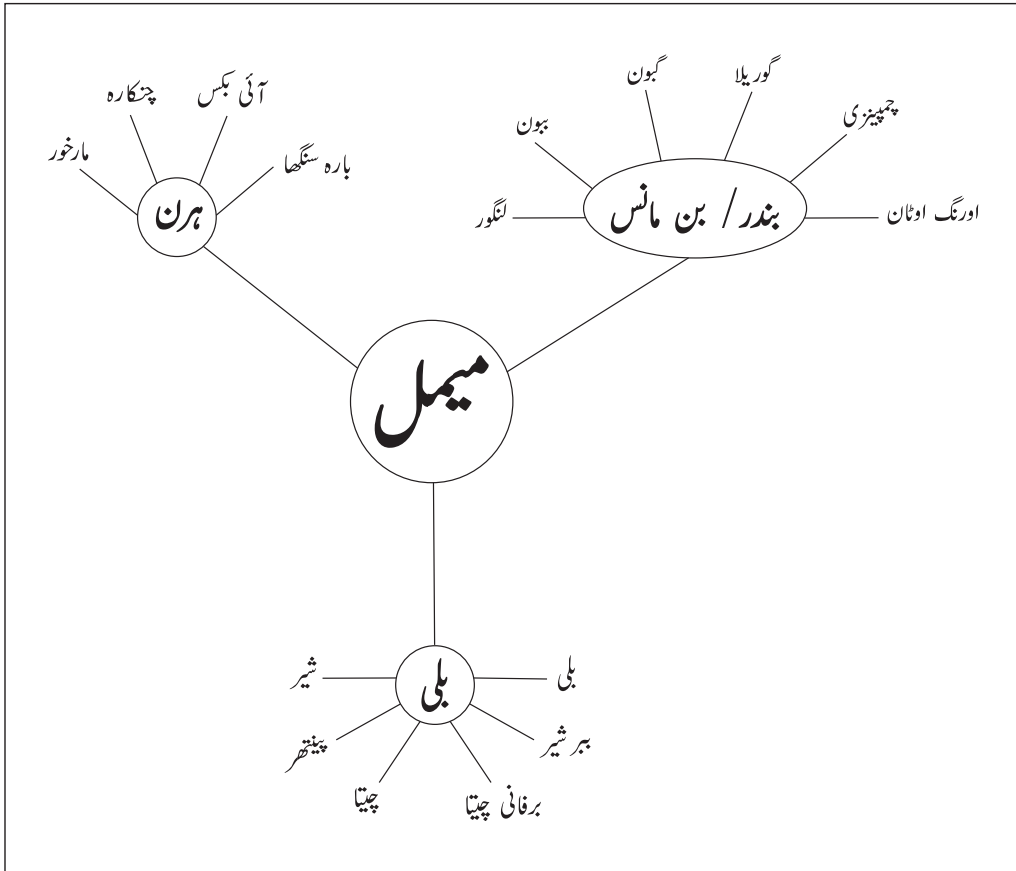 میمل
ہرن
مارخور
چنکارہ
آئی بکس
بارہ سنگھا
بندر/ بن مانس
لنگور
ببون
گبون
گوریلا
چمپینزی
اورنگ اوٹان
بلی
شیر
پینتھر
چیتا
برفانی چیتا
ببر شیر
بلی